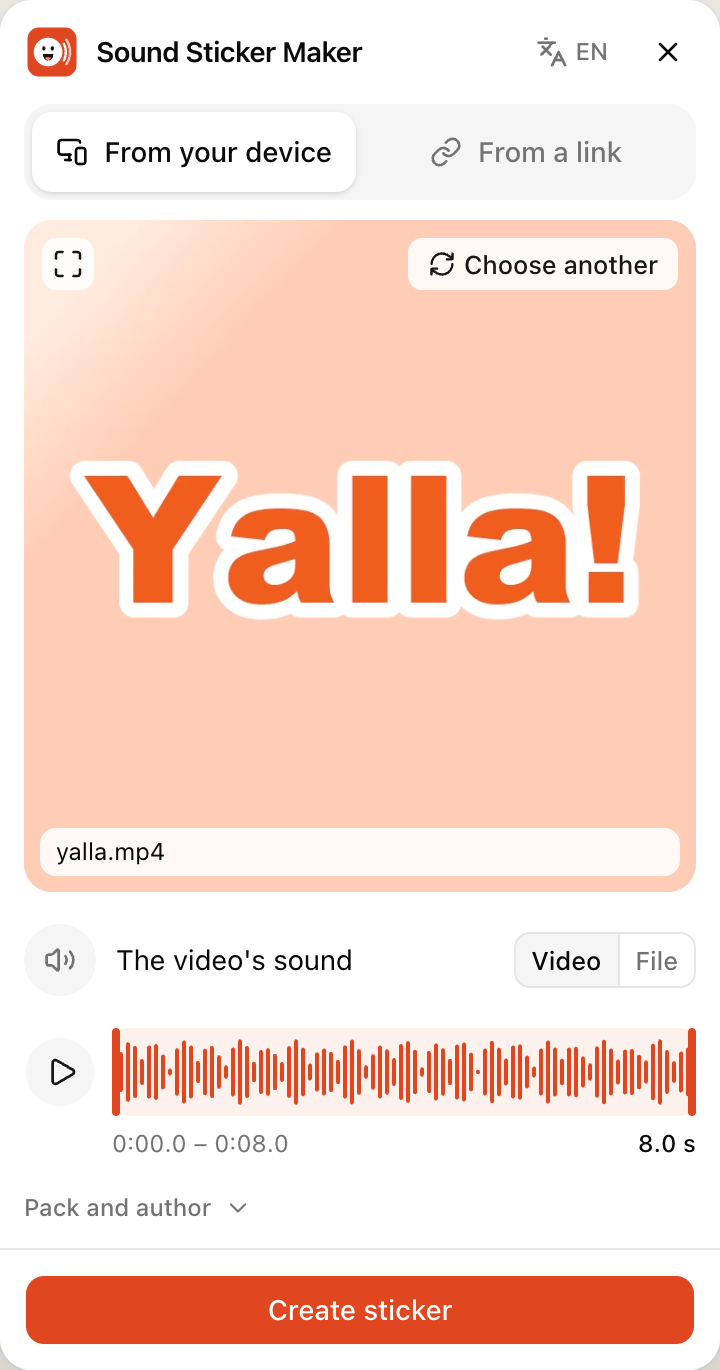 Sound Sticker Maker
EN
From your device
From a link
Choose another
Yalla!
yalla.mp4
The video's sound
Video
File
0:00.0 – 0:08.0
8.0 s
Pack and author
Create sticker